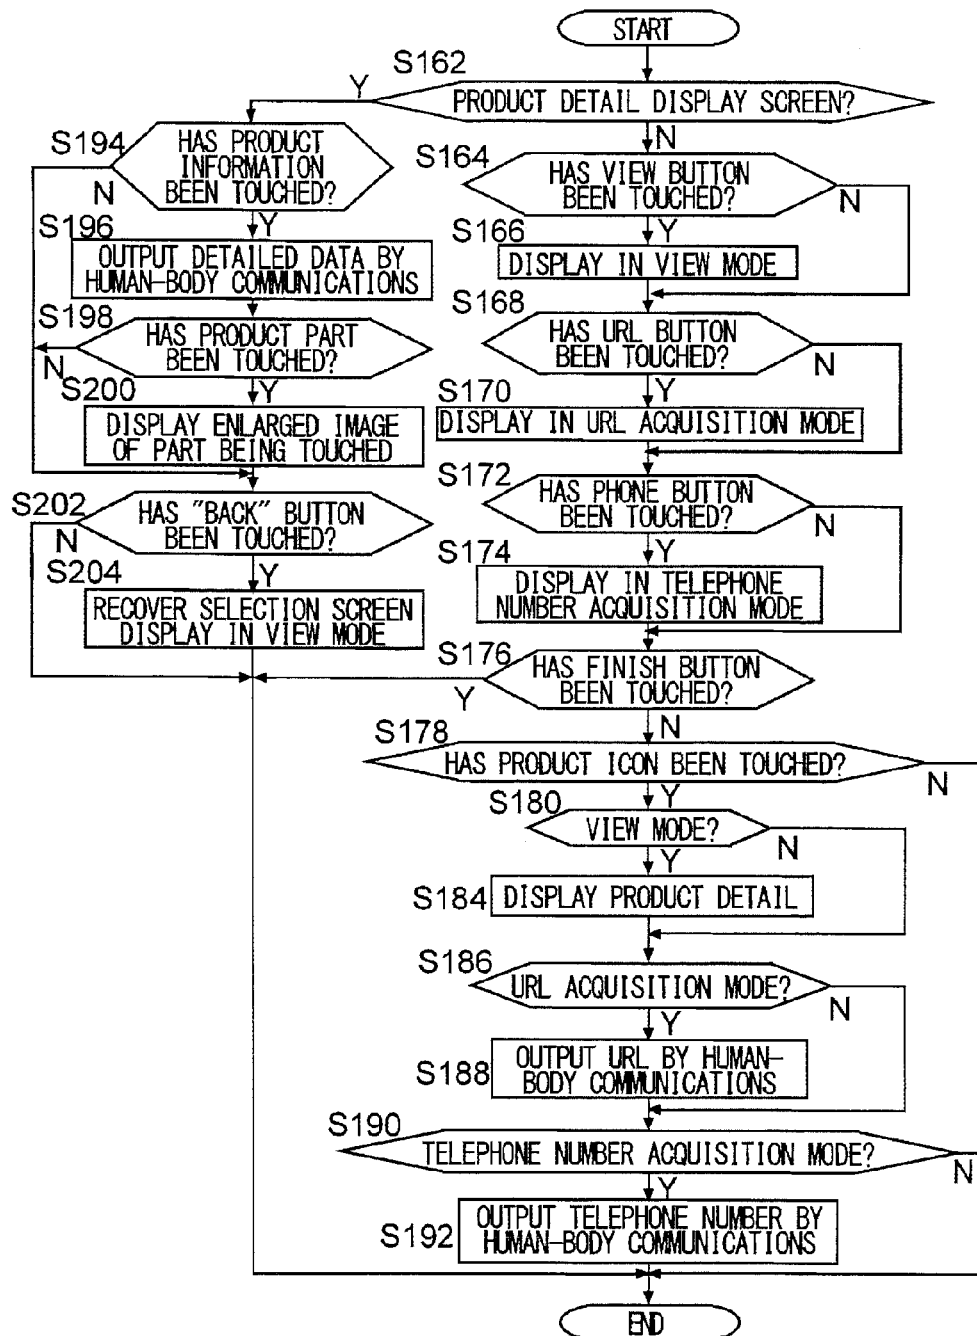 START
S162
Y
PRODUCT DETAIL DISPLAY SCREEN?
N
S194
HAS PRODUCT
INFORMATION
BEEN TOUCHED?
N
Y
S196
OUTPUT DETAILED DATA BY
HUMAN-BODY COMMUNICATIONS
S198
HAS PRODUCT PART
BEEN TOUCHED?
N
Y
S200
DISPLAY ENLARGED IMAGE
OF PART BEING TOUCHED
S202
HAS "BACK" BUTTON
BEEN TOUCHED?
N
Y
S204
RECOVER SELECTION SCREEN
DISPLAY IN VIEW MODE
S164
HAS VIEW BUTTON
BEEN TOUCHED?
N
Y
S166
DISPLAY IN VIEW MODE
S168
HAS URL BUTTON
BEEN TOUCHED?
N
Y
S170
DISPLAY IN URL ACQUISITION MODE
S172
HAS PHONE BUTTON
BEEN TOUCHED?
N
Y
S174
DISPLAY IN TELEPHONE
NUMBER ACQUISITION MODE
S176
HAS FINISH BUTTON
BEEN TOUCHED?
Y
N
S178
HAS PRODUCT ICON BEEN TOUCHED?
N
Y
S180
VIEW MODE?
N
Y
S184
DISPLAY PRODUCT DETAIL
S186
URL ACQUISITION MODE?
N
Y
S188
OUTPUT URL BY HUMAN-
BODY COMMUNICATIONS
S190
TELEPHONE NUMBER ACQUISITION MODE?
N
Y
S192
OUTPUT TELEPHONE NUMBER BY
HUMAN-BODY COMMUNICATIONS
END